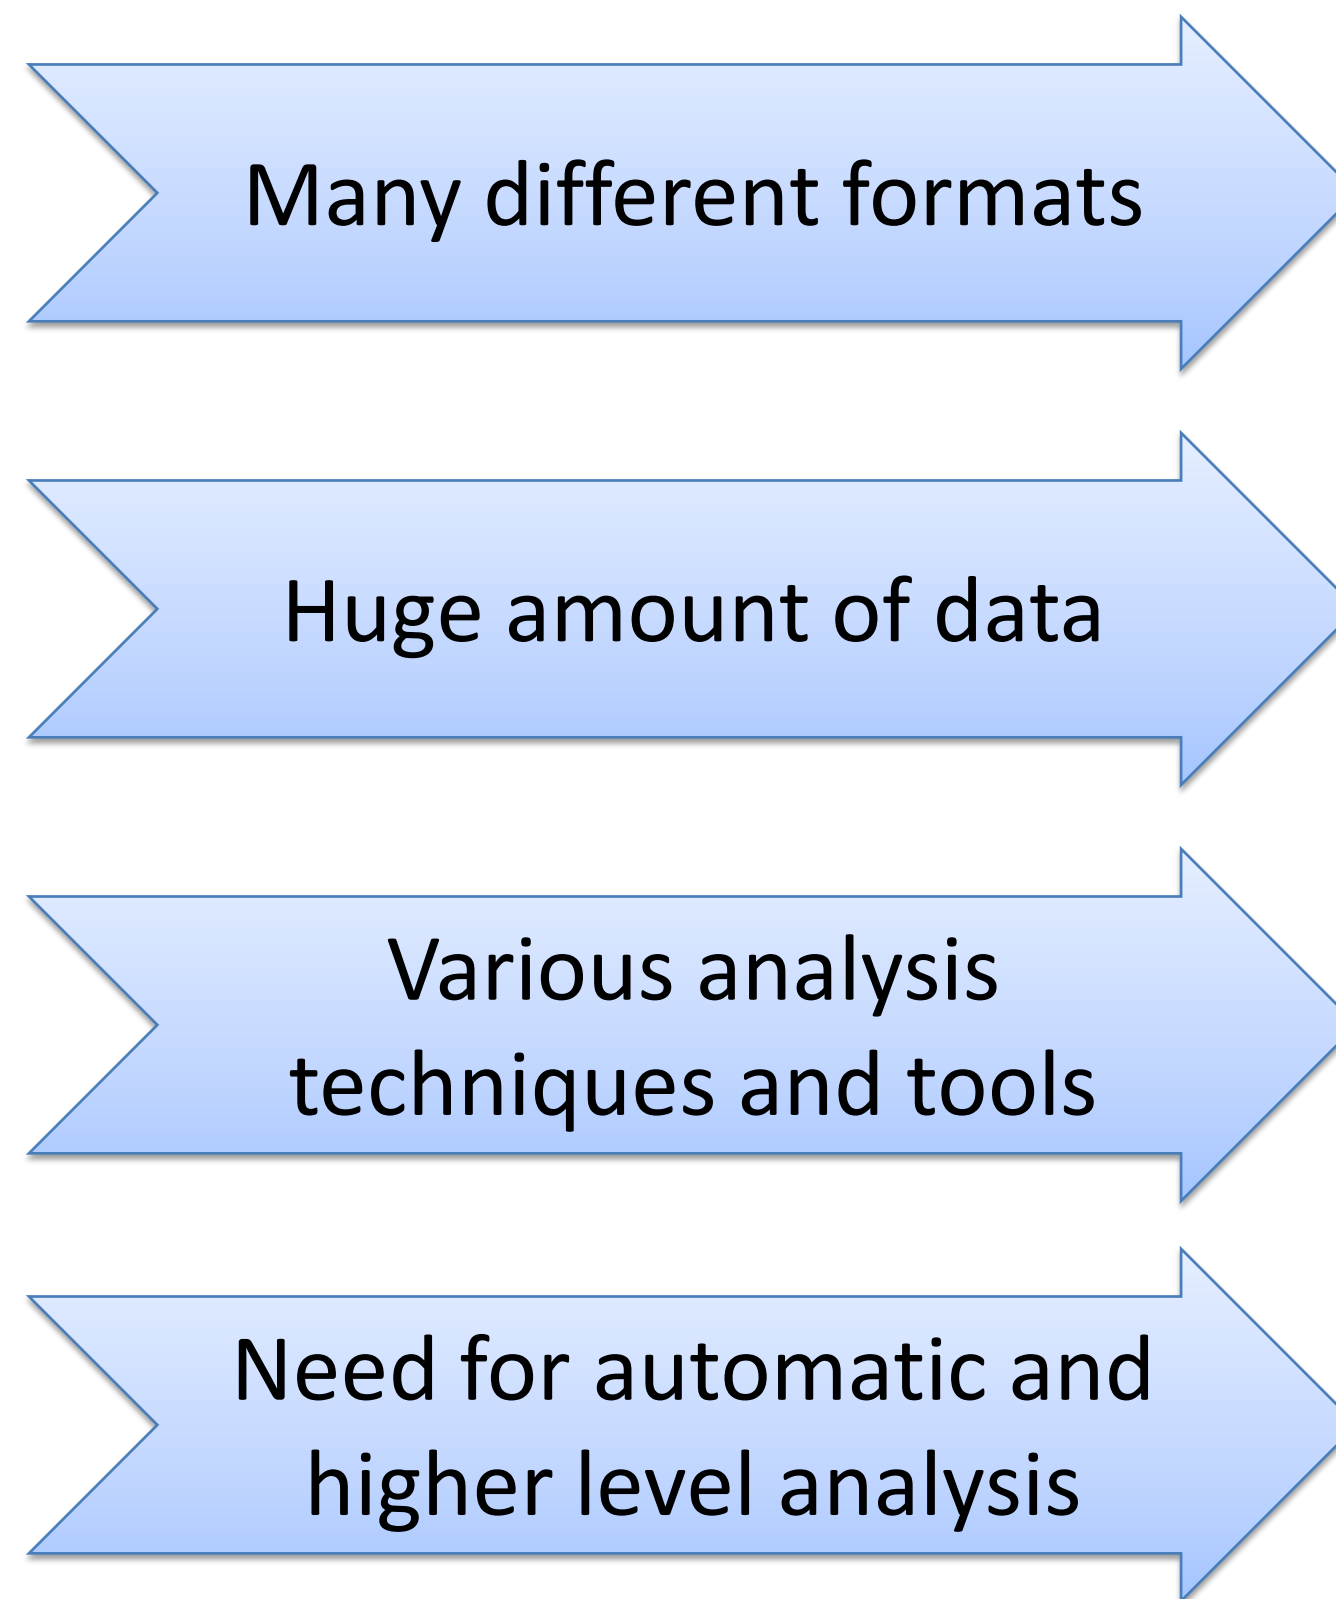 Many different formats
Huge amount of data
Various analysis
techniques and tools
Need for automatic and
higher level analysis